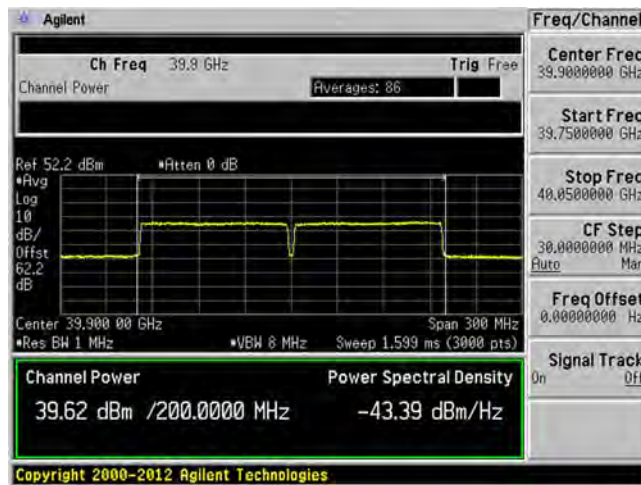 Agilent
Freq/Channel
Ch Freq 39.9 GHz Trig Free
Channel Power Averages: 86
Center Freq
39.9000000 GHz
Start Freq
39.7500000 GHz
Stop Freq
40.0500000 GHz
CF Step
30.0000000 MHz
Auto Man
Freq Offset
0.00000000 Hz
Signal Track
On Off
Ref 52.2 dBm *Atten 0 dB
*Avg
Log
10
dB/
Offst
62.2
dB
Center 39.900 00 GHz Span 300 MHz
*Res BW 1 MHz *VBW 8 MHz Sweep 1.599 ms (3000 pts)
Channel Power Power Spectral Density
39.62 dBm /200.0000 MHz -43.39 dBm/Hz
Copyright 2000-2012 Agilent Technologies